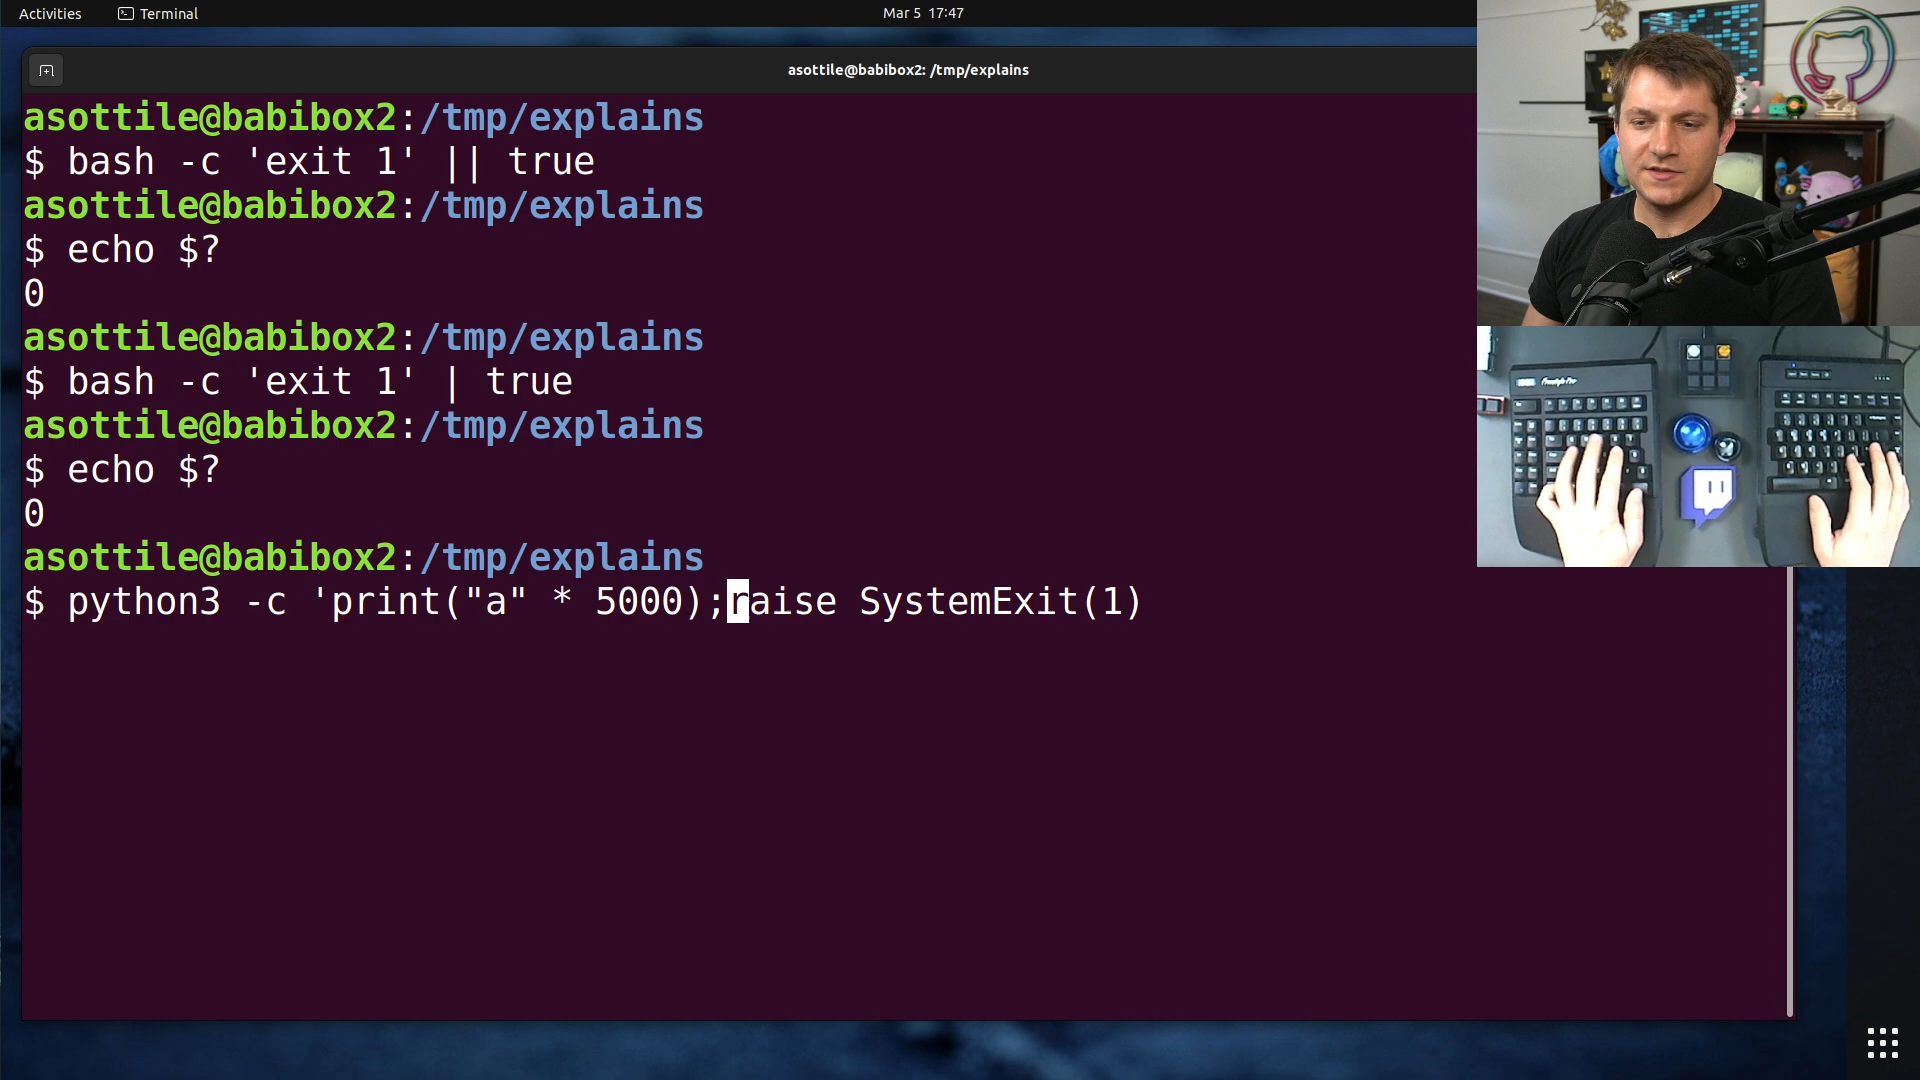 Activities
Terminal
Mar 5 17:47
asottile@babibox2: /tmp/explains
asottile@babibox2:/tmp/explains
$ bash -c 'exit 1' || true
asottile@babibox2:/tmp/explains
$ echo $?
0
asottile@babibox2:/tmp/explains
$ bash -c 'exit 1' | true
asottile@babibox2:/tmp/explains
$ echo $?
0
asottile@babibox2:/tmp/explains
$ python3 -c 'print("a" * 5000);raise SystemExit(1)
Freestyle Pro